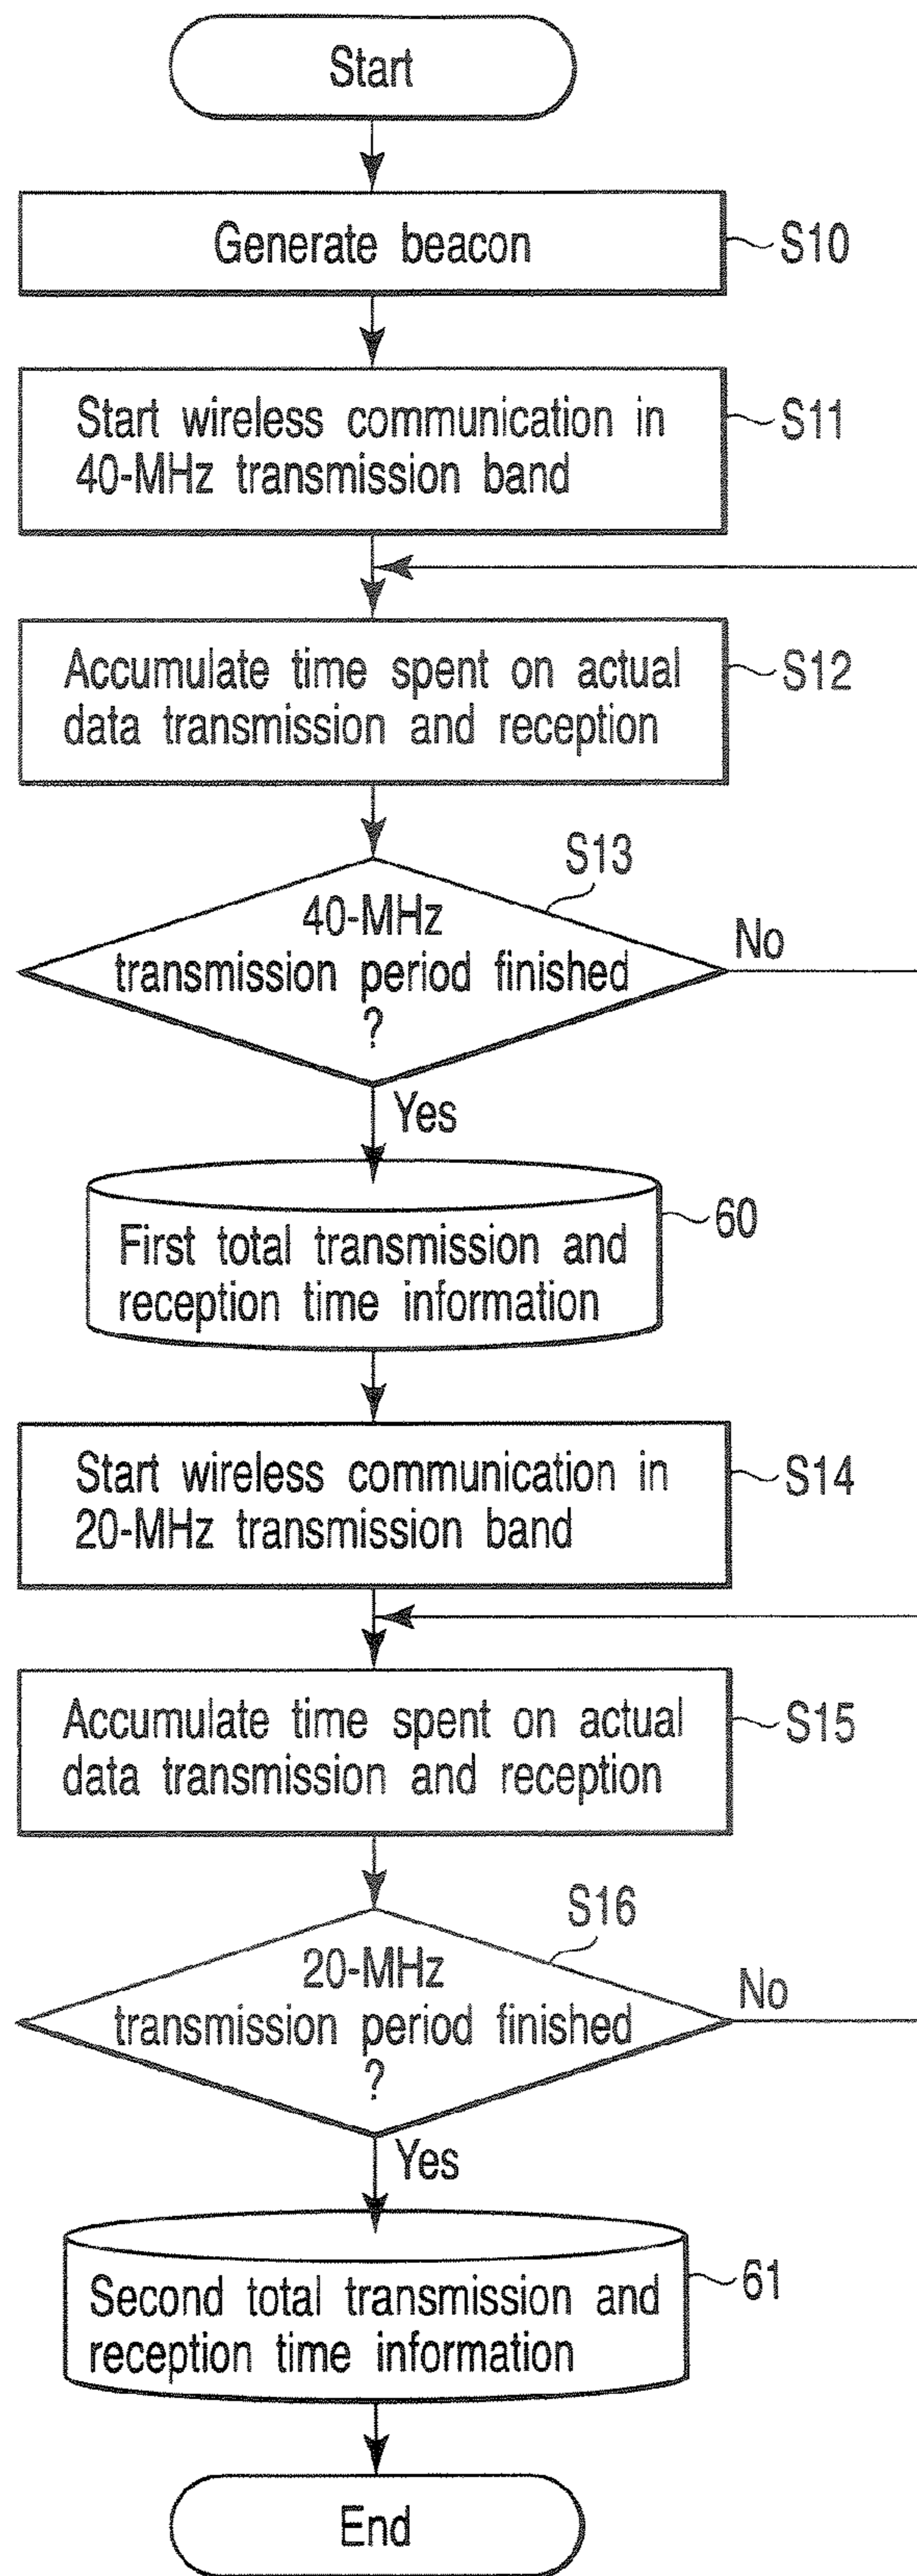 Start
Generate beacon
S10
Start wireless communication in
40-MHz transmission band
S11
Accumulate time spent on actual
data transmission and reception
S12
S13
40-MHz
transmission period finished
?
No
Yes
First total transmission and
reception time information
60
Start wireless communication in
20-MHz transmission band
S14
Accumulate time spent on actual
data transmission and reception
S15
S16
20-MHz
transmission period finished
?
No
Yes
Second total transmission and
reception time information
61
End